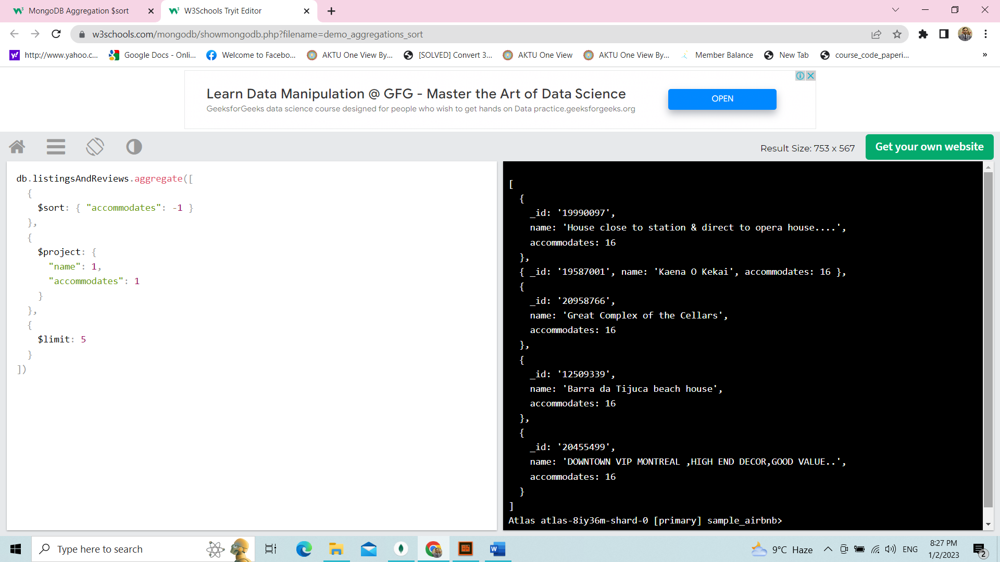 MongoDB Aggregation $sort
W3Schools Tryit Editor
w3schools.com/mongodb/showmongodb.php?filename=demo_aggregations_sort
http://www.yahoo.c...
Google Docs - Onli...
Welcome to Facebo...
AKTU One View By...
[SOLVED] Convert 3...
AKTU One View
AKTU One View By...
Member Balance
New Tab
course_code_paperi...
»
Learn Data Manipulation @ GFG - Master the Art of Data Science
GeeksforGeeks data science course designed for people who wish to get hands on Data practice.geeksforgeeks.org
OPEN
Result Size: 753 x 567
Get your own website
db.listingsAndReviews.aggregate([
  {
    $sort: { "accommodates": -1 }
  },
  {
    $project: {
      "name": 1,
      "accommodates": 1
    }
  },
  {
    $limit: 5
  }
])
[
  {
    _id: '19990097',
    name: 'House close to station & direct to opera house....',
    accommodates: 16
  },
  { _id: '19587001', name: 'Kaena O Kekai', accommodates: 16 },
  {
    _id: '20958766',
    name: 'Great Complex of the Cellars',
    accommodates: 16
  },
  {
    _id: '12509339',
    name: 'Barra da Tijuca beach house',
    accommodates: 16
  },
  {
    _id: '20455499',
    name: 'DOWNTOWN VIP MONTREAL ,HIGH END DECOR,GOOD VALUE..',
    accommodates: 16
  }
]
Atlas atlas-8iy36m-shard-0 [primary] sample_airbnb>
Type here to search
9°C Haze
ENG
8:27 PM
1/2/2023
2